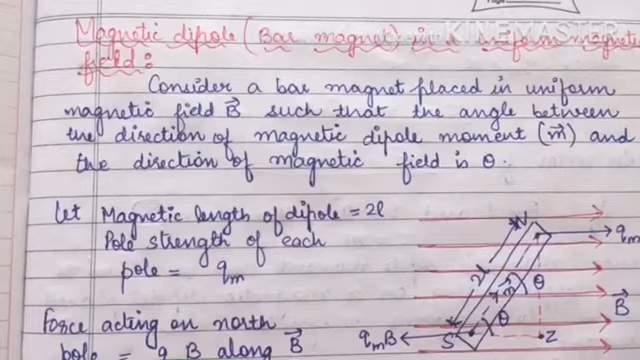 KINEMASTER
Magnetic dipole (Bar magnet) in a uniform magnetic
field:
Consider a bar magnet placed in uniform
magnetic field B⃗ such that the angle between
the direction of magnetic dipole moment (m⃗) and
the direction of magnetic field is θ.
Let Magnetic length of dipole = 2l
Pole strength of each
pole = qm
Force acting on north
pole = qmB along B⃗
N
qm
2l
m⃗
θ
B⃗
θ
qmB
S
Z